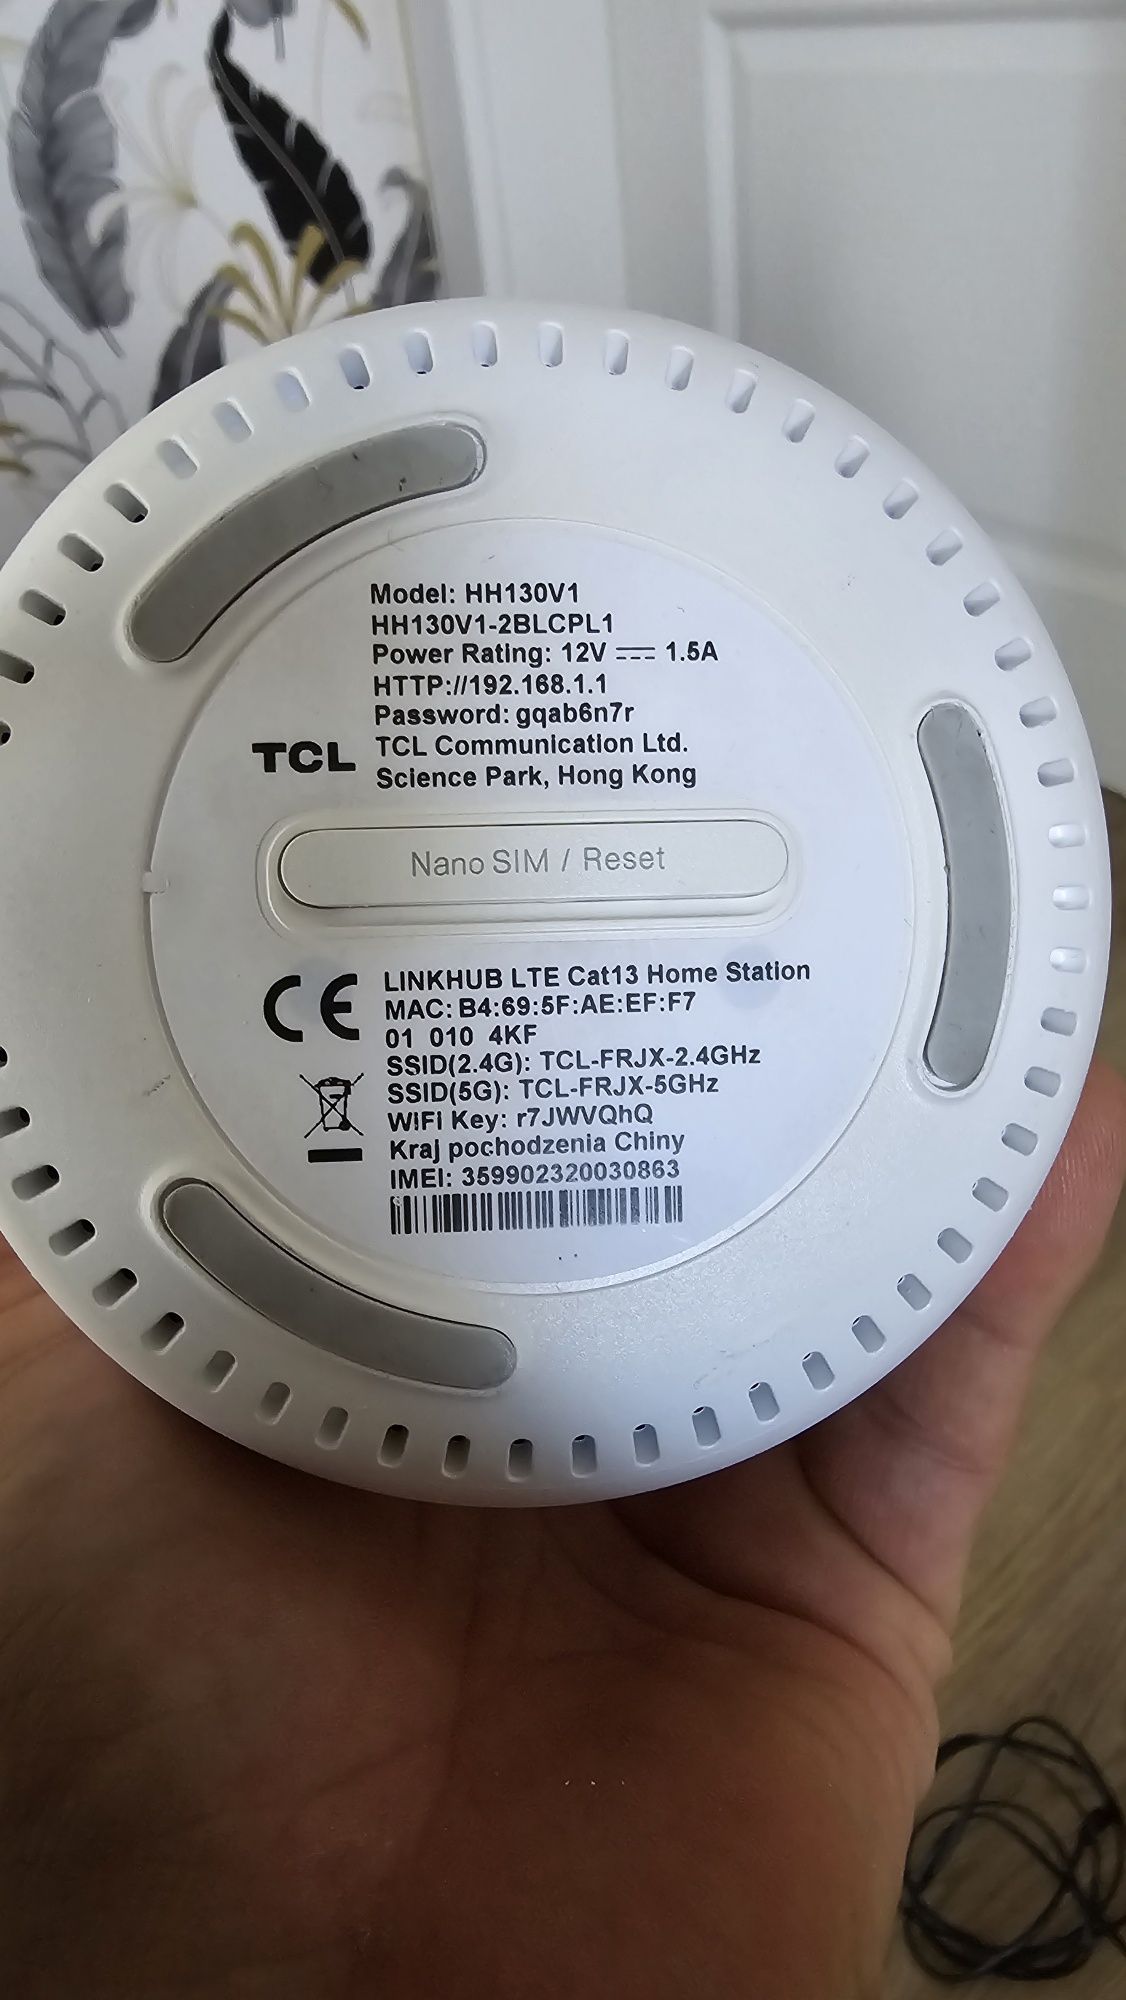 Model: HH130V1
HH130V1-2BLCPL1
Power Rating: 12V ⎓ 1.5A
HTTP://192.168.1.1
Password: gqab6n7r
TCL
TCL Communication Ltd.
Science Park, Hong Kong
Nano SIM / Reset
CE
LINKHUB LTE Cat13 Home Station
MAC: B4:69:5F:AE:EF:F7
01 010 4KF
SSID(2.4G): TCL-FRJX-2.4GHz
SSID(5G): TCL-FRJX-5GHz
WiFi Key: r7JWVQhQ
Kraj pochodzenia Chiny
IMEI: 359902320030863